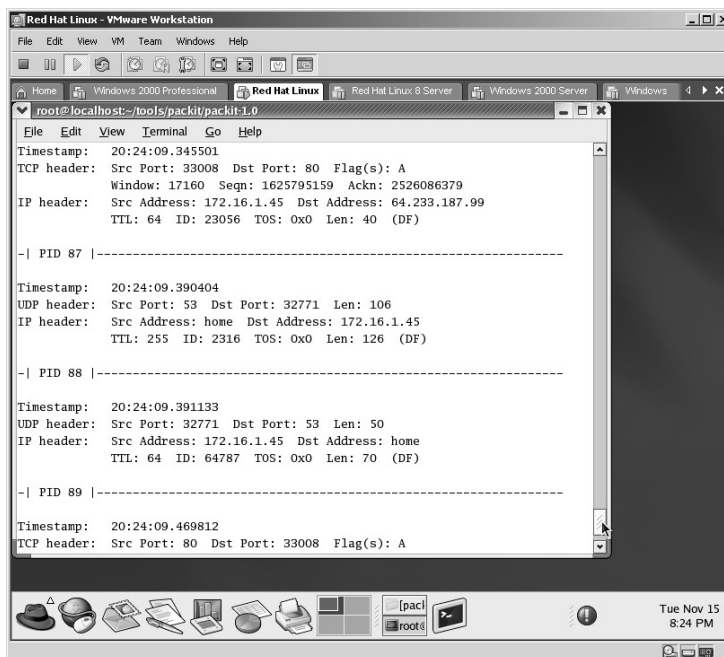 Red Hat Linux - VMware Workstation
File Edit View VM Team Windows Help
Home Windows 2000 Professional Red Hat Linux Red Hat Linux 8 Server Windows 2000 Server Windows
root@localhost:~/tools/packit/packit-1.0
File Edit View Terminal Go Help
Timestamp: 20:24:09.345501
TCP header: Src Port: 33008 Dst Port: 80 Flag(s): A
Window: 17160 Seqn: 1625795159 Ackn: 2526086379
IP header: Src Address: 172.16.1.45 Dst Address: 64.233.187.99
TTL: 64 ID: 23056 TOS: 0x0 Len: 40 (DF)
-| PID 87 |-----------------------------------------------------------
Timestamp: 20:24:09.390404
UDP header: Src Port: 53 Dst Port: 32771 Len: 106
IP header: Src Address: home Dst Address: 172.16.1.45
TTL: 255 ID: 2316 TOS: 0x0 Len: 126 (DF)
-| PID 88 |-----------------------------------------------------------
Timestamp: 20:24:09.391133
UDP header: Src Port: 32771 Dst Port: 53 Len: 50
IP header: Src Address: 172.16.1.45 Dst Address: home
TTL: 64 ID: 64787 TOS: 0x0 Len: 70 (DF)
-| PID 89 |-----------------------------------------------------------
Timestamp: 20:24:09.469812
TCP header: Src Port: 80 Dst Port: 33008 Flag(s): A
[pacl
root@
Tue Nov 15
8:24 PM